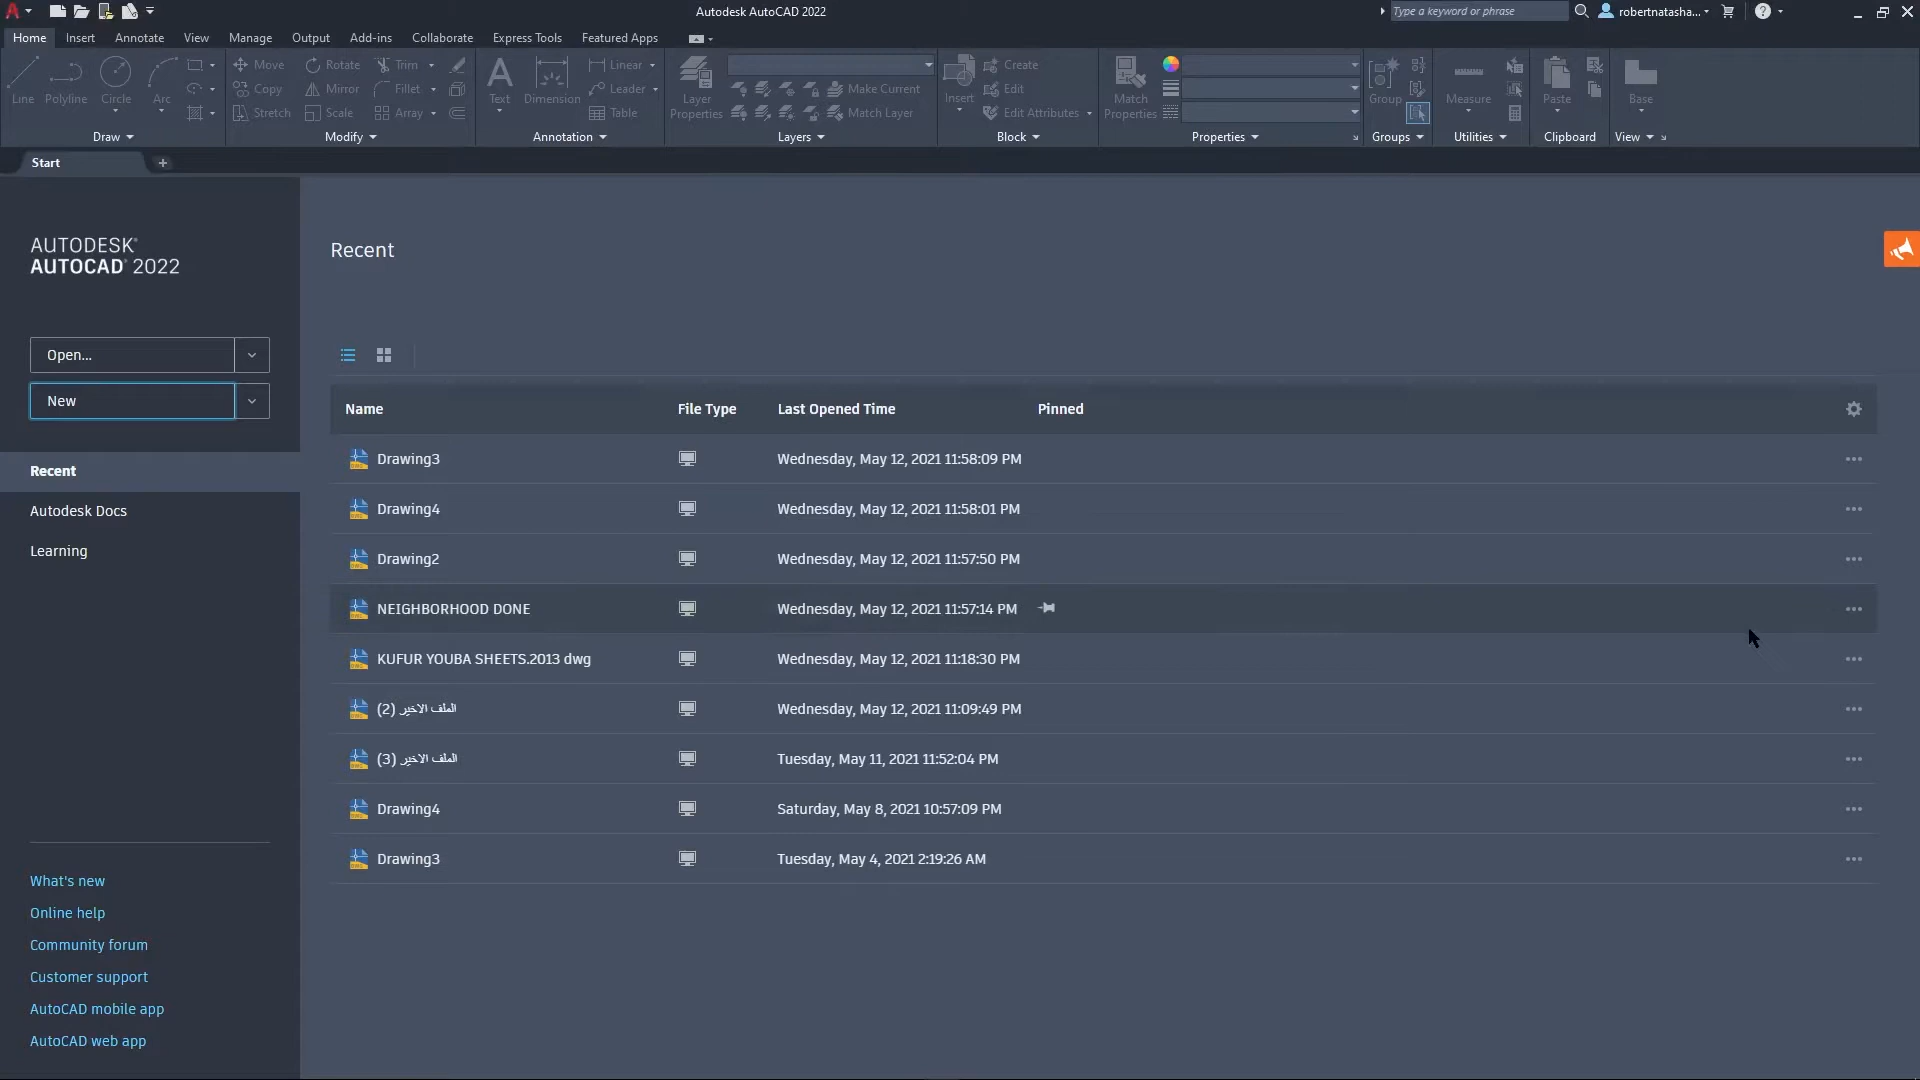 Autodesk AutoCAD 2022
Type a keyword or phrase
robertnatasha...
Home Insert Annotate View Manage Output Add-ins Collaborate Express Tools Featured Apps
Line Polyline Circle Arc
Draw
Move Rotate Trim
Copy Mirror Fillet
Stretch Scale Array
Modify
Text Dimension
Linear
Leader
Table
Annotation
Layer Properties
Make Current
Match Layer
Layers
Insert
Create
Edit
Edit Attributes
Block
Match Properties
Properties
Group
Groups
Measure
Utilities
Paste
Clipboard
Base
View
Start
AUTODESK®
AUTOCAD® 2022
Open...
New
Recent
Autodesk Docs
Learning
What's new
Online help
Community forum
Customer support
AutoCAD mobile app
AutoCAD web app
Recent
Name File Type Last Opened Time Pinned
Drawing3 Wednesday, May 12, 2021 11:58:09 PM
Drawing4 Wednesday, May 12, 2021 11:58:01 PM
Drawing2 Wednesday, May 12, 2021 11:57:50 PM
NEIGHBORHOOD DONE Wednesday, May 12, 2021 11:57:14 PM
KUFUR YOUBA SHEETS.2013 dwg Wednesday, May 12, 2021 11:18:30 PM
الملف الاخير (2) Wednesday, May 12, 2021 11:09:49 PM
الملف الاخير (3) Tuesday, May 11, 2021 11:52:04 PM
Drawing4 Saturday, May 8, 2021 10:57:09 PM
Drawing3 Tuesday, May 4, 2021 2:19:26 AM